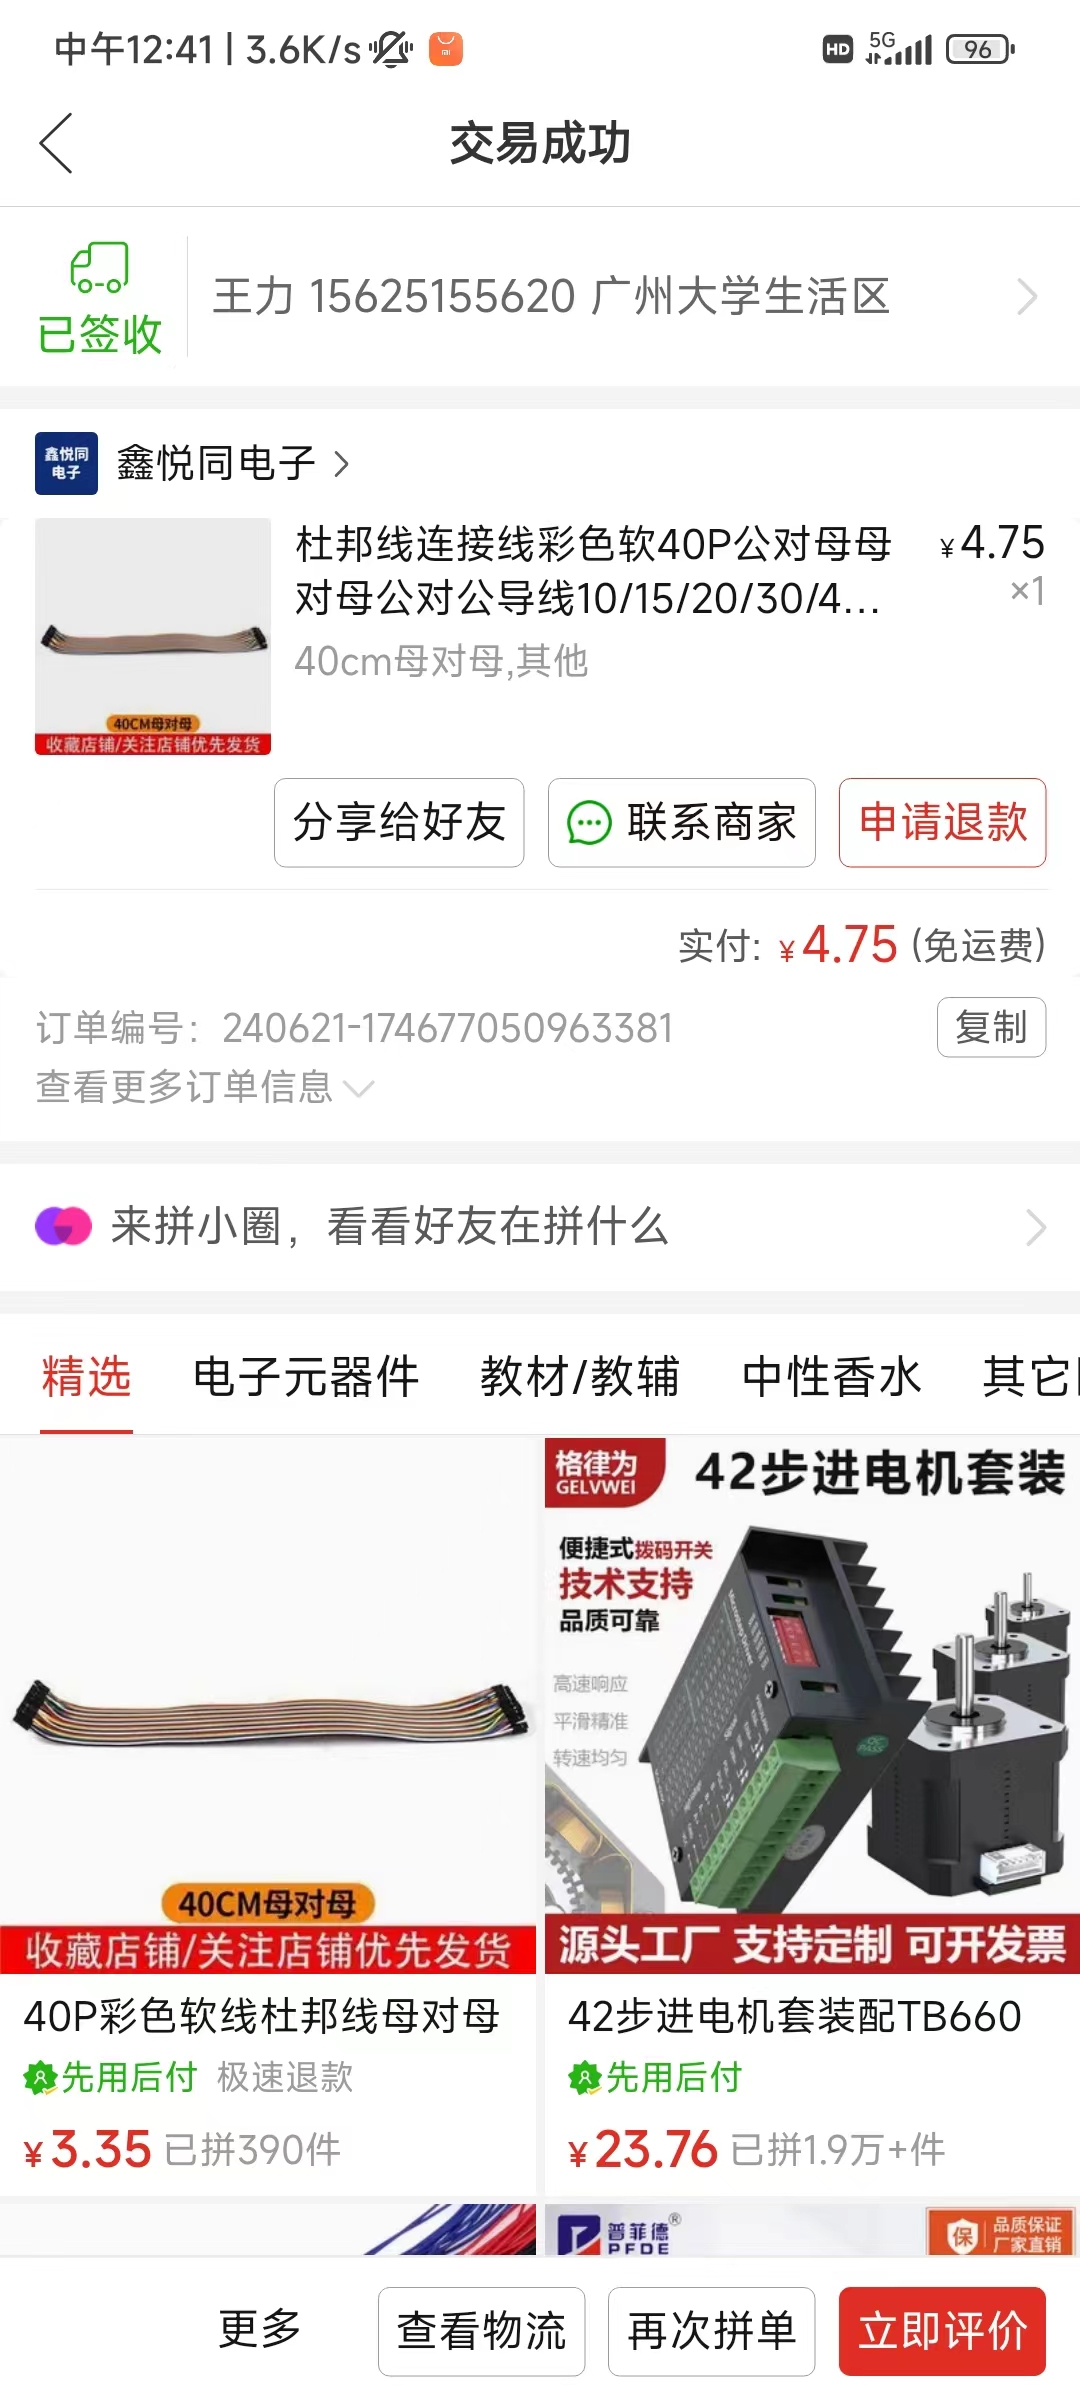 中午12:41 | 3.6K/s
HD 5G 96
交易成功
已签收
王力 15625155620 广州大学生活区
鑫悦同
电子
鑫悦同电子
杜邦线连接线彩色软40P公对母母
对母公对公导线10/15/20/30/4...
¥4.75
×1
40cm母对母,其他
40CM母对母
收藏店铺/关注店铺优先发货
分享给好友
联系商家
申请退款
实付: ¥4.75 (免运费)
订单编号: 240621-174677050963381
复制
查看更多订单信息
来拼小圈，看看好友在拼什么
精选 电子元器件 教材/教辅 中性香水 其它
40CM母对母
收藏店铺/关注店铺优先发货
40P彩色软线杜邦线母对母
先用后付 极速退款
¥3.35 已拼390件
格律为
GELVWEI
42步进电机套装
便捷式拨码开关
技术支持
品质可靠
高速响应
平滑精准
转速均匀
源头工厂 支持定制 可开发票
42步进电机套装配TB660
先用后付
¥23.76 已拼1.9万+件
普菲德®
PFDE
保
品质保证
厂家直销
更多
查看物流
再次拼单
立即评价